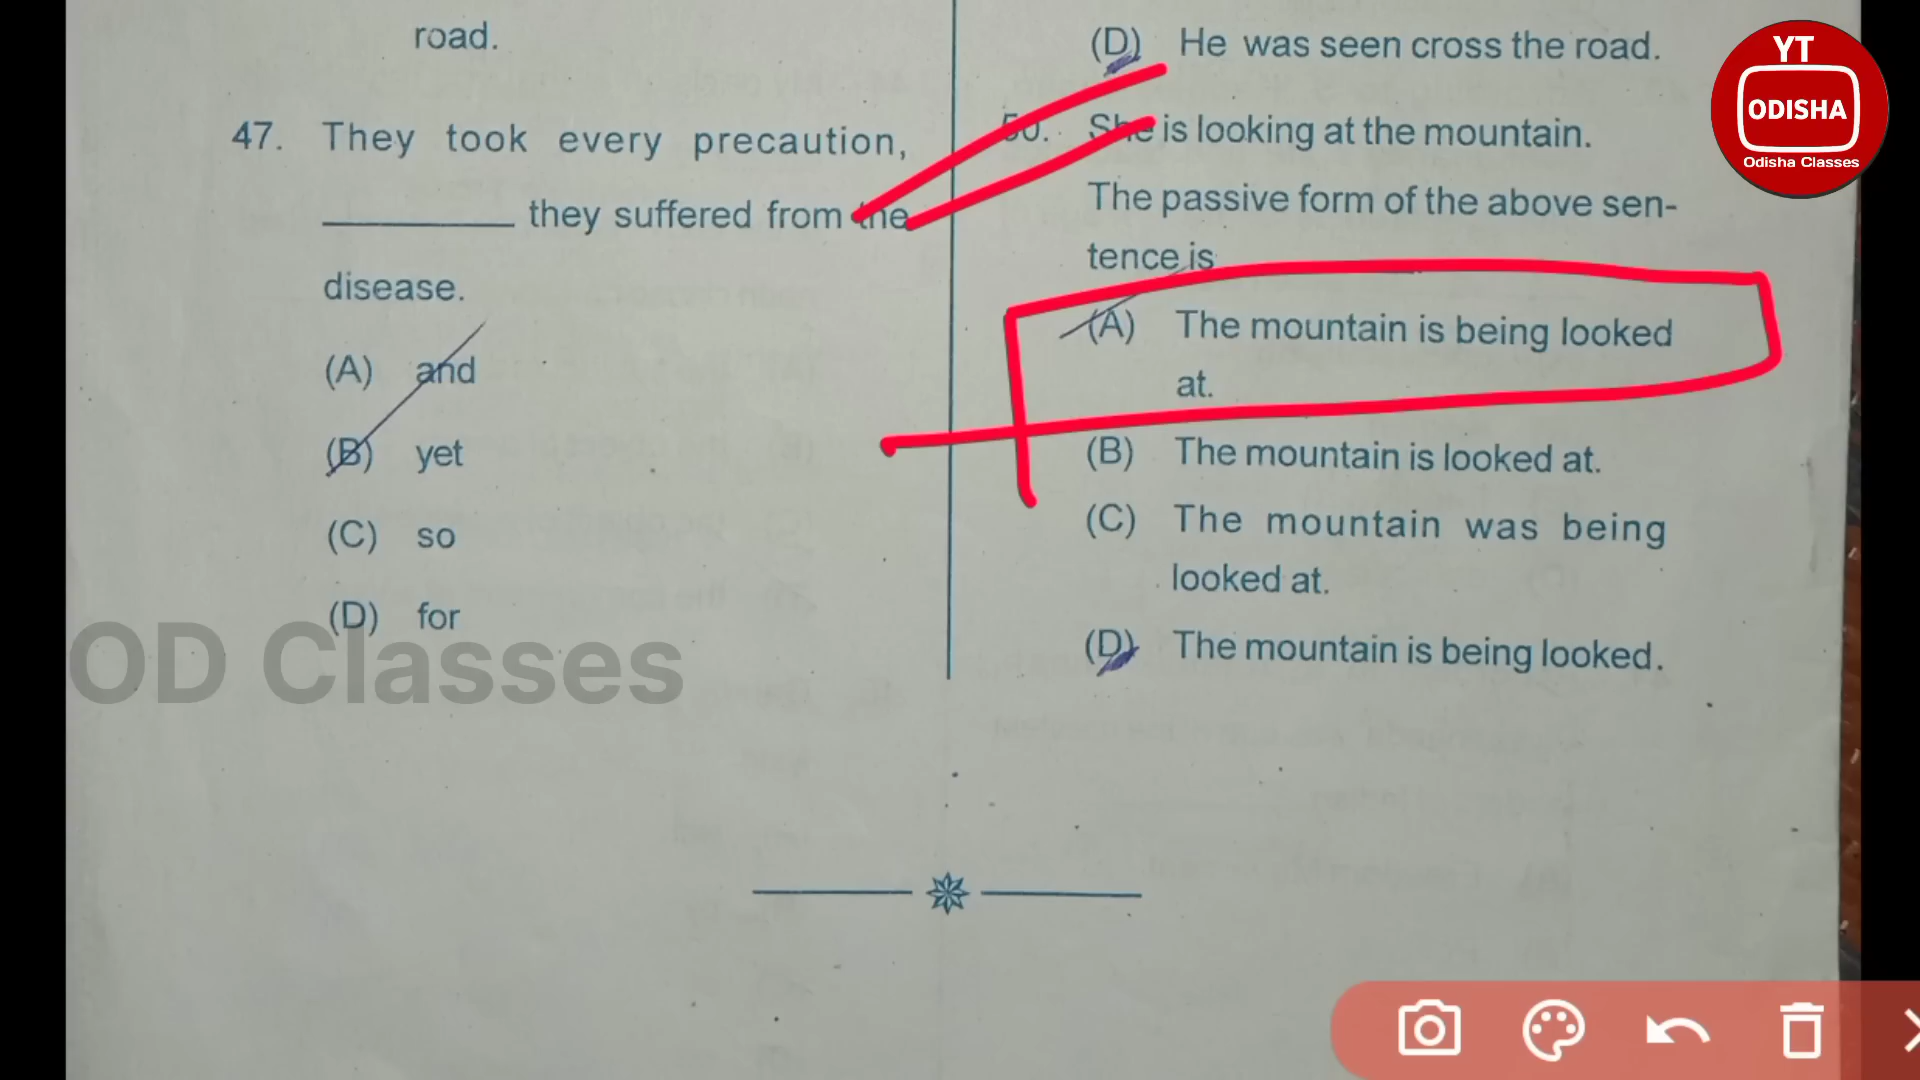 road.
47. They took every precaution,
________ they suffered from the
disease.
(A) and
(B) yet
(C) so
(D) for
(D) He was seen cross the road.
50. She is looking at the mountain.
The passive form of the above sen-
tence is
(A) The mountain is being looked
at.
(B) The mountain is looked at.
(C) The mountain was being
looked at.
(D) The mountain is being looked.
YT
ODISHA
Odisha Classes
OD Classes